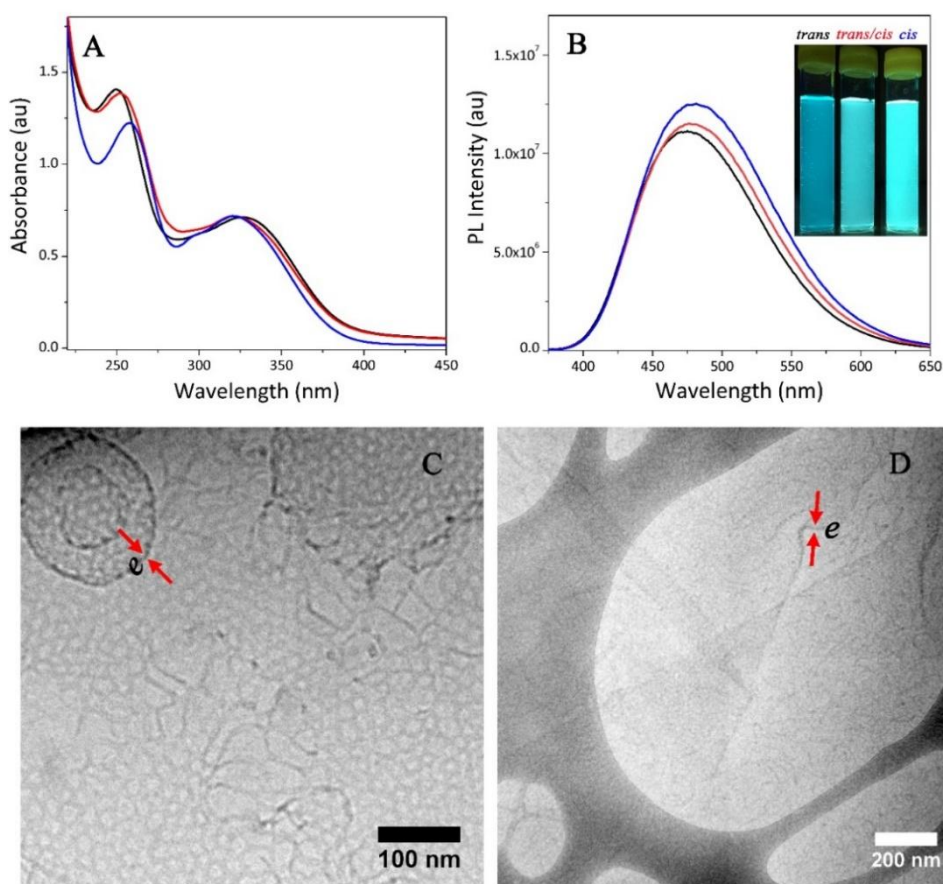 A
1.5
1.0
0.5
0.0
Absorbance (au)
250 300 350 400 450
Wavelength (nm)
B
trans trans/cis cis
1.5x10⁷
1.0x10⁷
5.0x10⁶
0.0
PL Intensity (au)
400 450 500 550 600 650
Wavelength (nm)
C
e
100 nm
D
e
200 nm